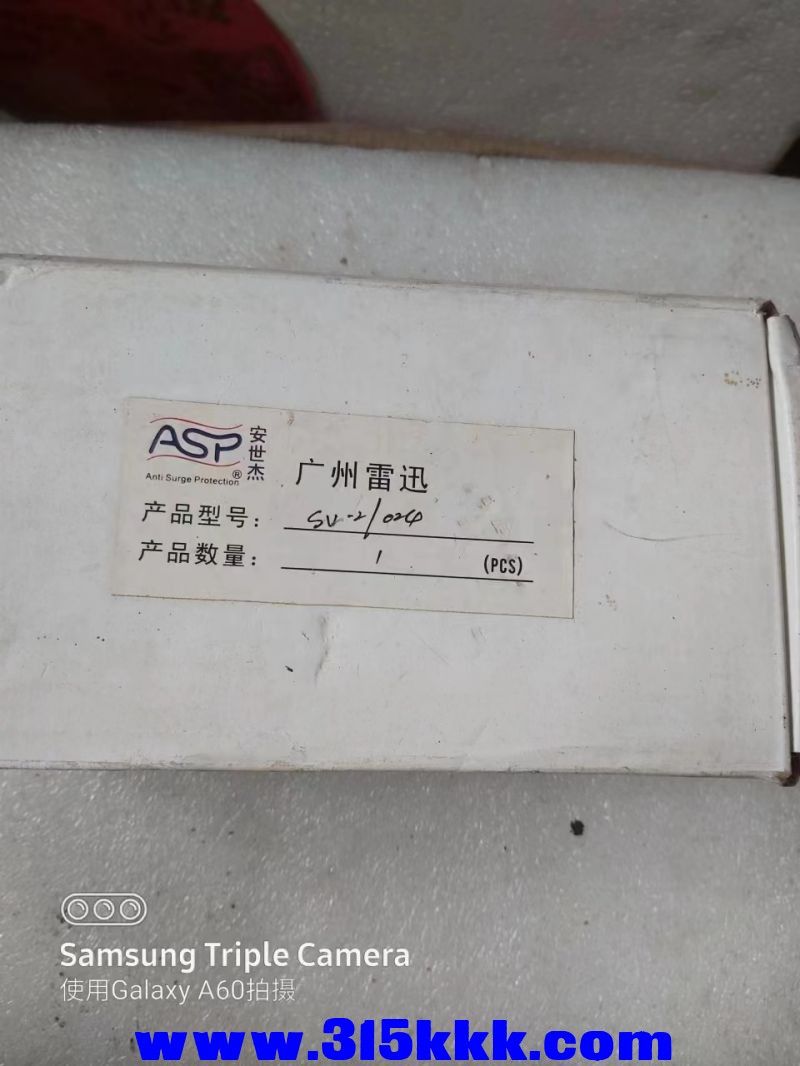 ASP®
安世杰
Anti Surge Protection
广州雷迅
产品型号: SV-2/024
产品数量: 1 (PCS)
Samsung Triple Camera
使用Galaxy A60拍摄
www.315kkk.com